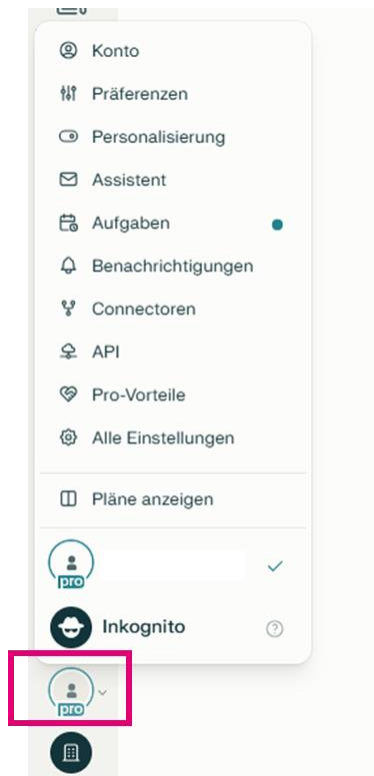 Konto
Präferenzen
Personalisierung
Assistent
Aufgaben
Benachrichtigungen
Connectoren
API
Pro-Vorteile
Alle Einstellungen
Pläne anzeigen
pro
Inkognito
pro